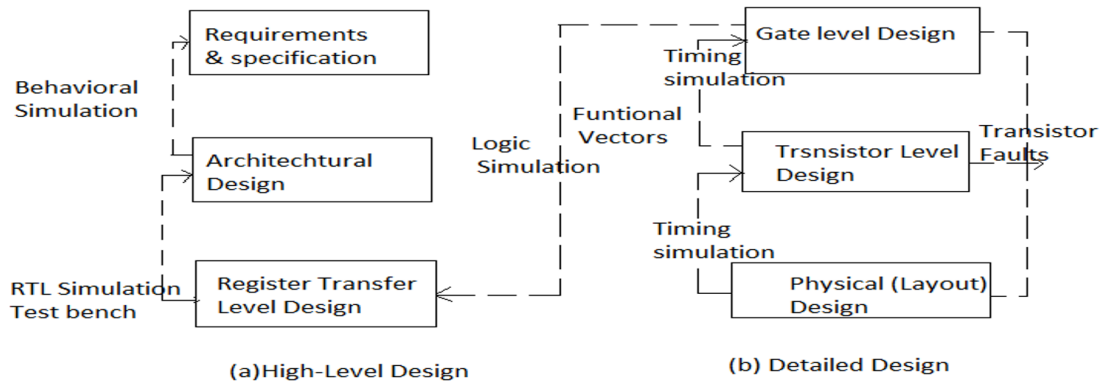 Requirements
& specification
Behavioral
Simulation
Architechtural
Design
RTL Simulation
Test bench
Register Transfer
Level Design
(a)High-Level Design
Logic
Simulation
Funtional
Vectors
Gate level Design
Timing
simulation
Trsnsistor Level
Design
Transistor
Faults
Timing
simulation
Physical (Layout)
Design
(b) Detailed Design